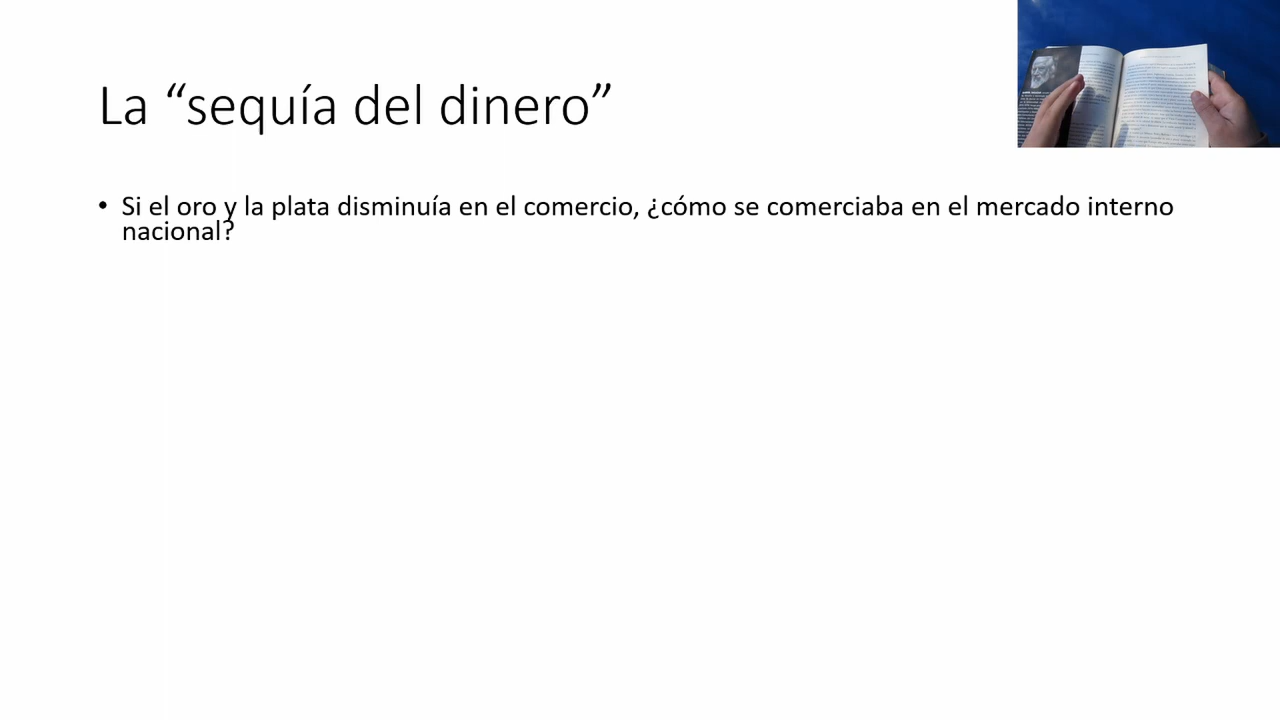 La “sequía del dinero”
• Si el oro y la plata disminuía en el comercio, ¿cómo se comerciaba en el mercado interno
nacional?